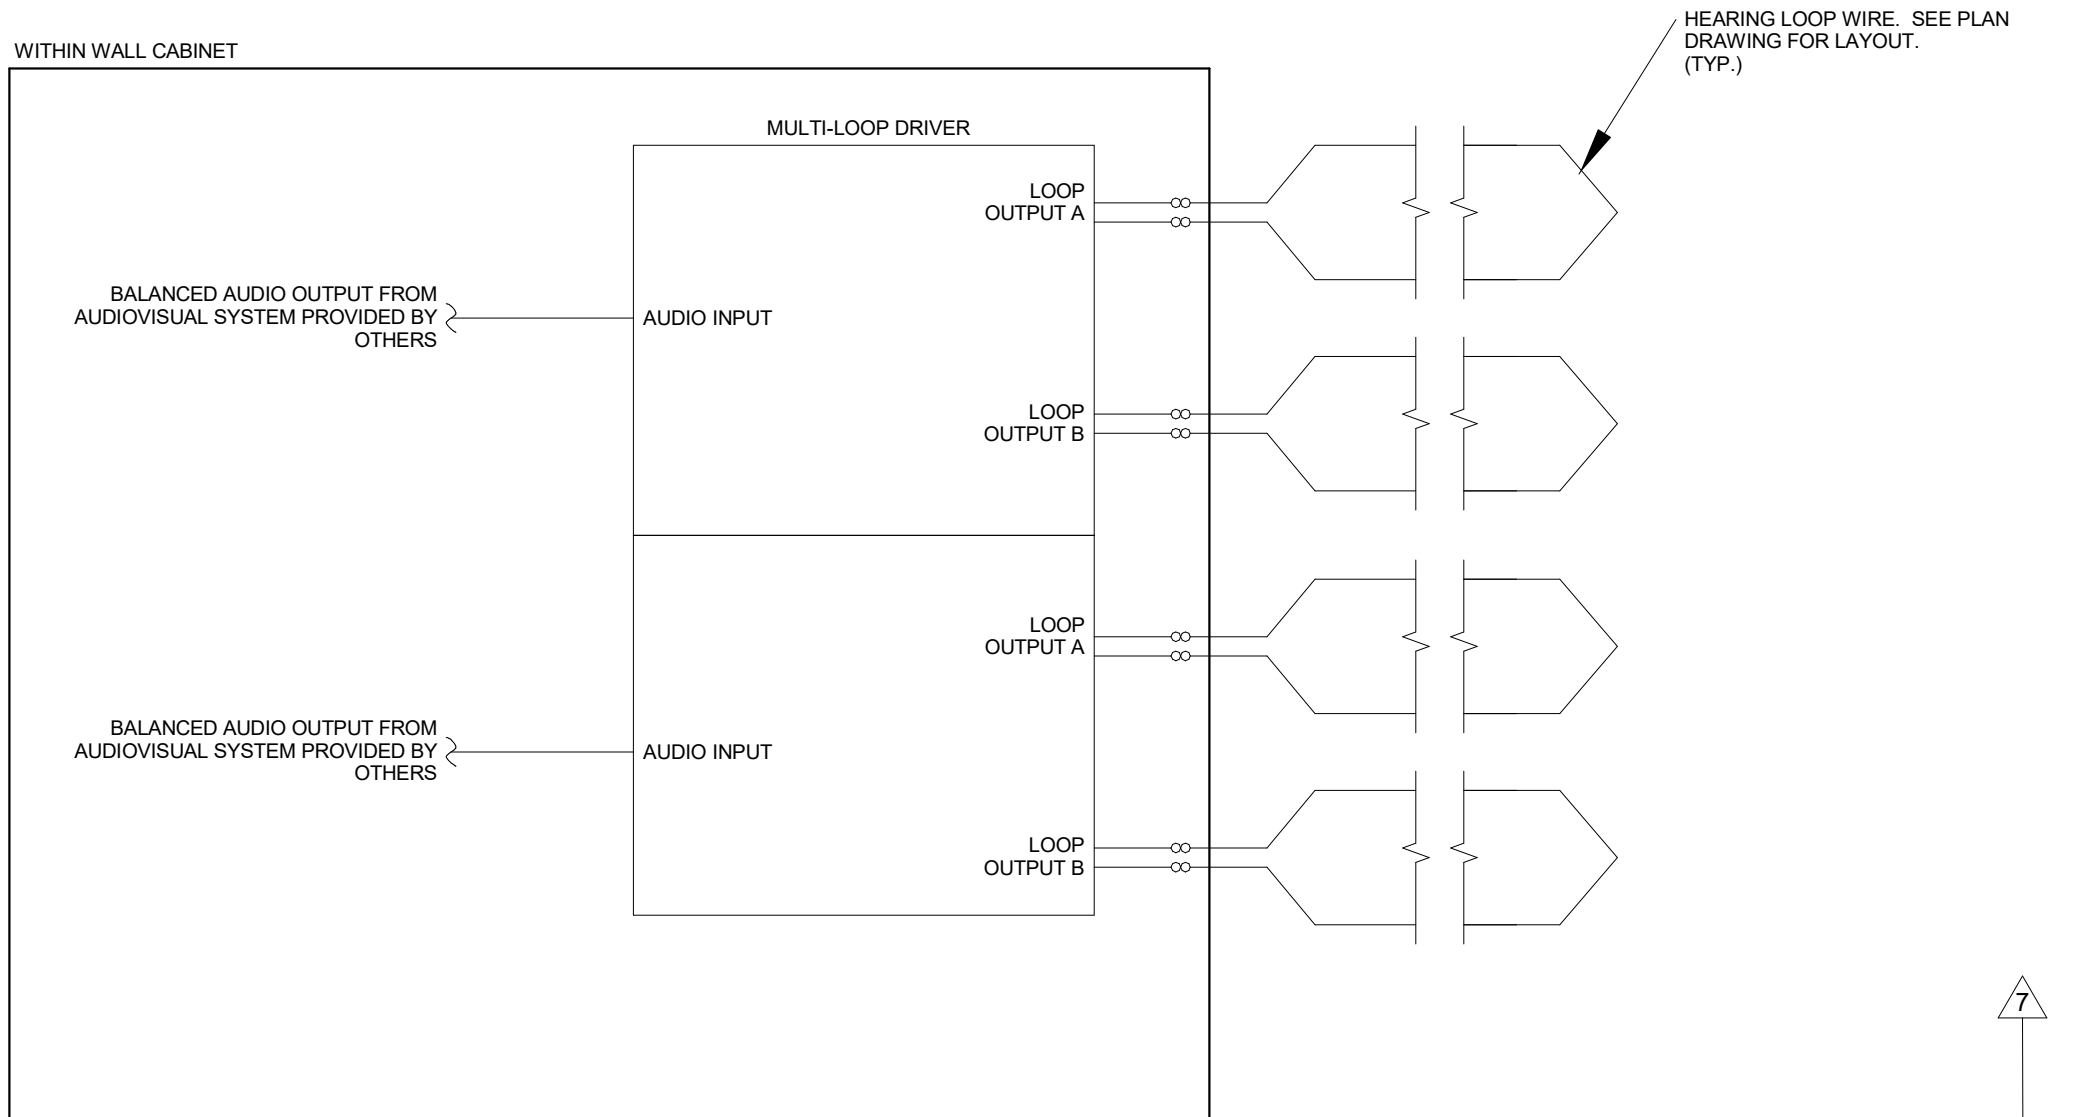 HEARING LOOP WIRE.  SEE PLAN
DRAWING FOR LAYOUT.
(TYP.)
WITHIN WALL CABINET
MULTI-LOOP DRIVER
LOOP
OUTPUT A
BALANCED AUDIO OUTPUT FROM
AUDIOVISUAL SYSTEM PROVIDED BY
OTHERS
AUDIO INPUT
LOOP
OUTPUT B
LOOP
OUTPUT A
BALANCED AUDIO OUTPUT FROM
AUDIOVISUAL SYSTEM PROVIDED BY
OTHERS
AUDIO INPUT
LOOP
OUTPUT B
7